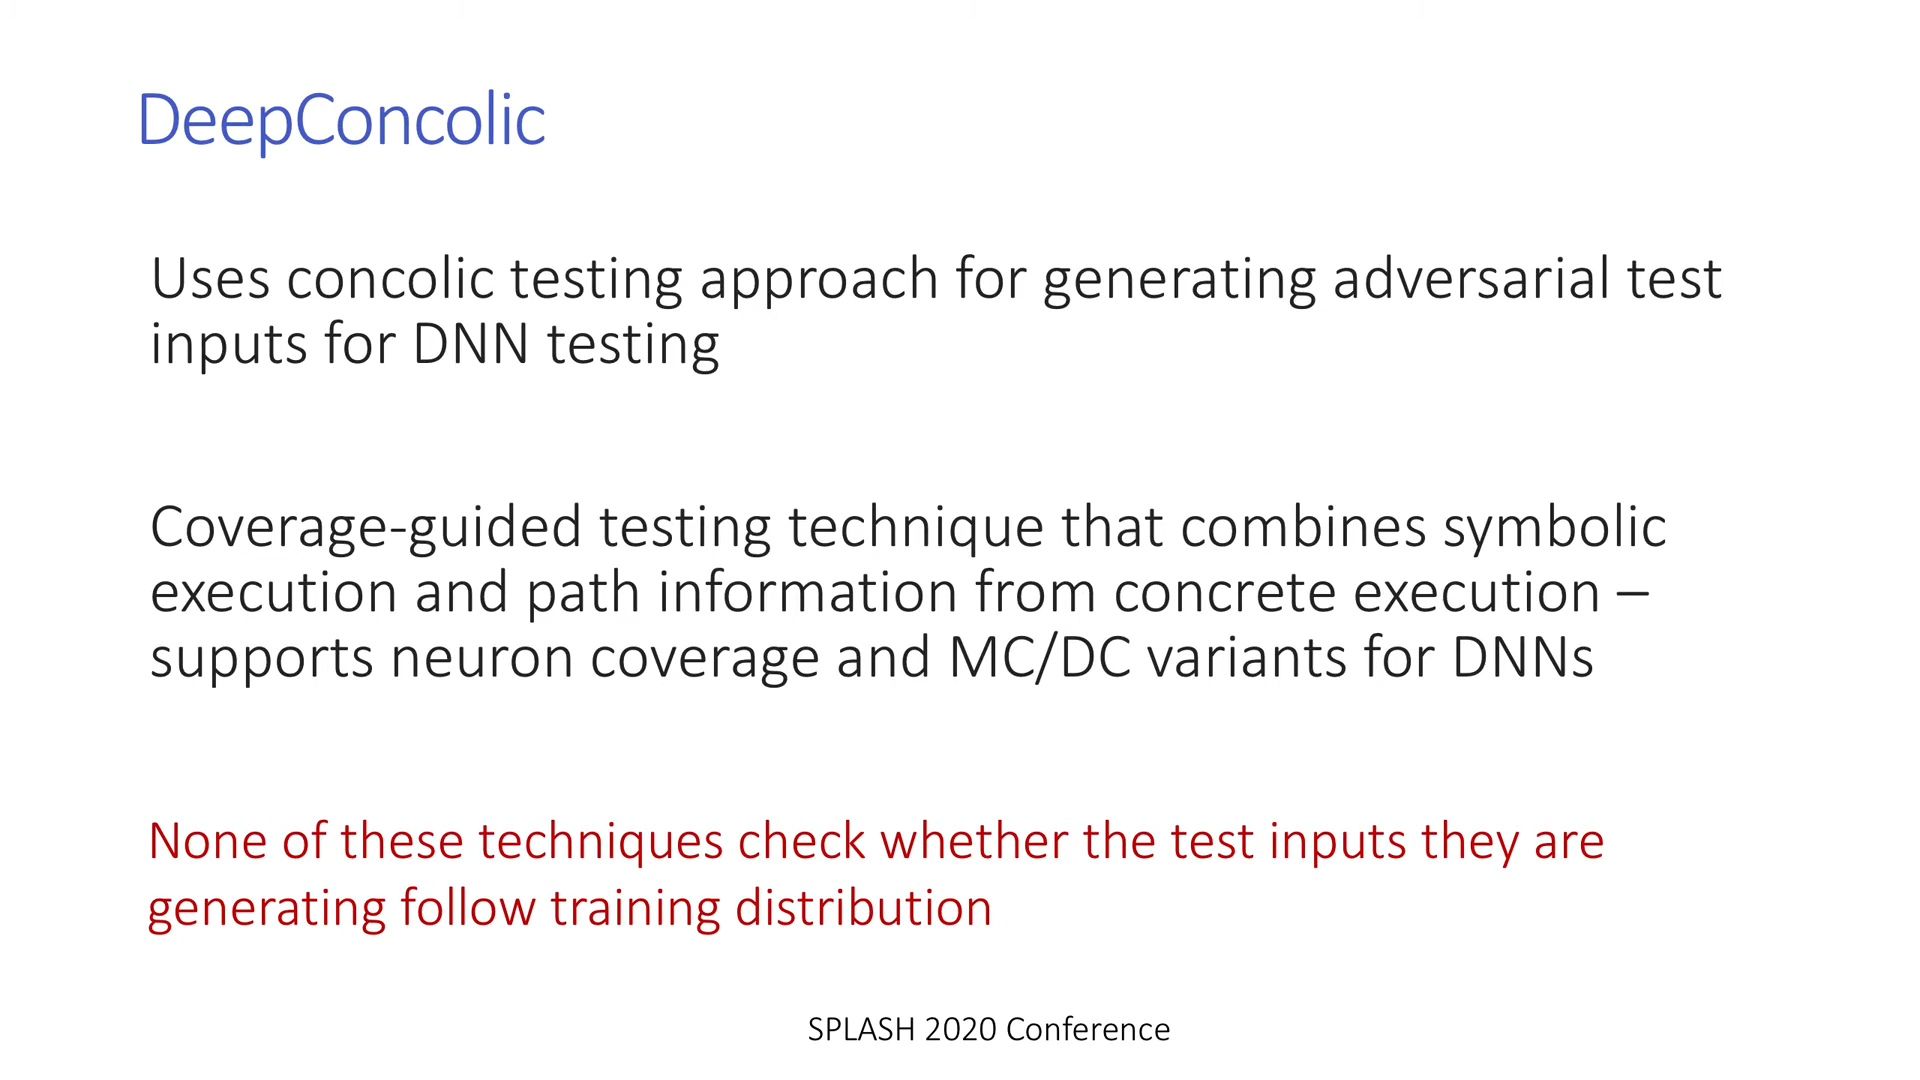 DeepConcolic
Uses concolic testing approach for generating adversarial test
inputs for DNN testing
Coverage-guided testing technique that combines symbolic
execution and path information from concrete execution –
supports neuron coverage and MC/DC variants for DNNs
None of these techniques check whether the test inputs they are
generating follow training distribution
SPLASH 2020 Conference